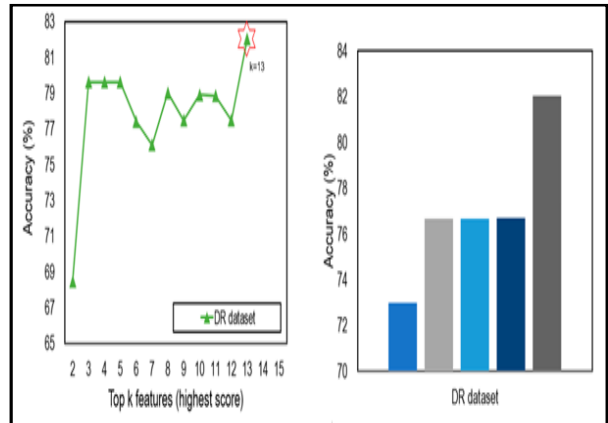 83
81
79
77
75
73
71
69
67
65
Accuracy (%)
k=13
DR dataset
2 3 4 5 6 7 8 9 10 11 12 13 14 15
Top k features (highest score)
84
82
80
78
76
74
72
70
Accuracy (%)
DR dataset